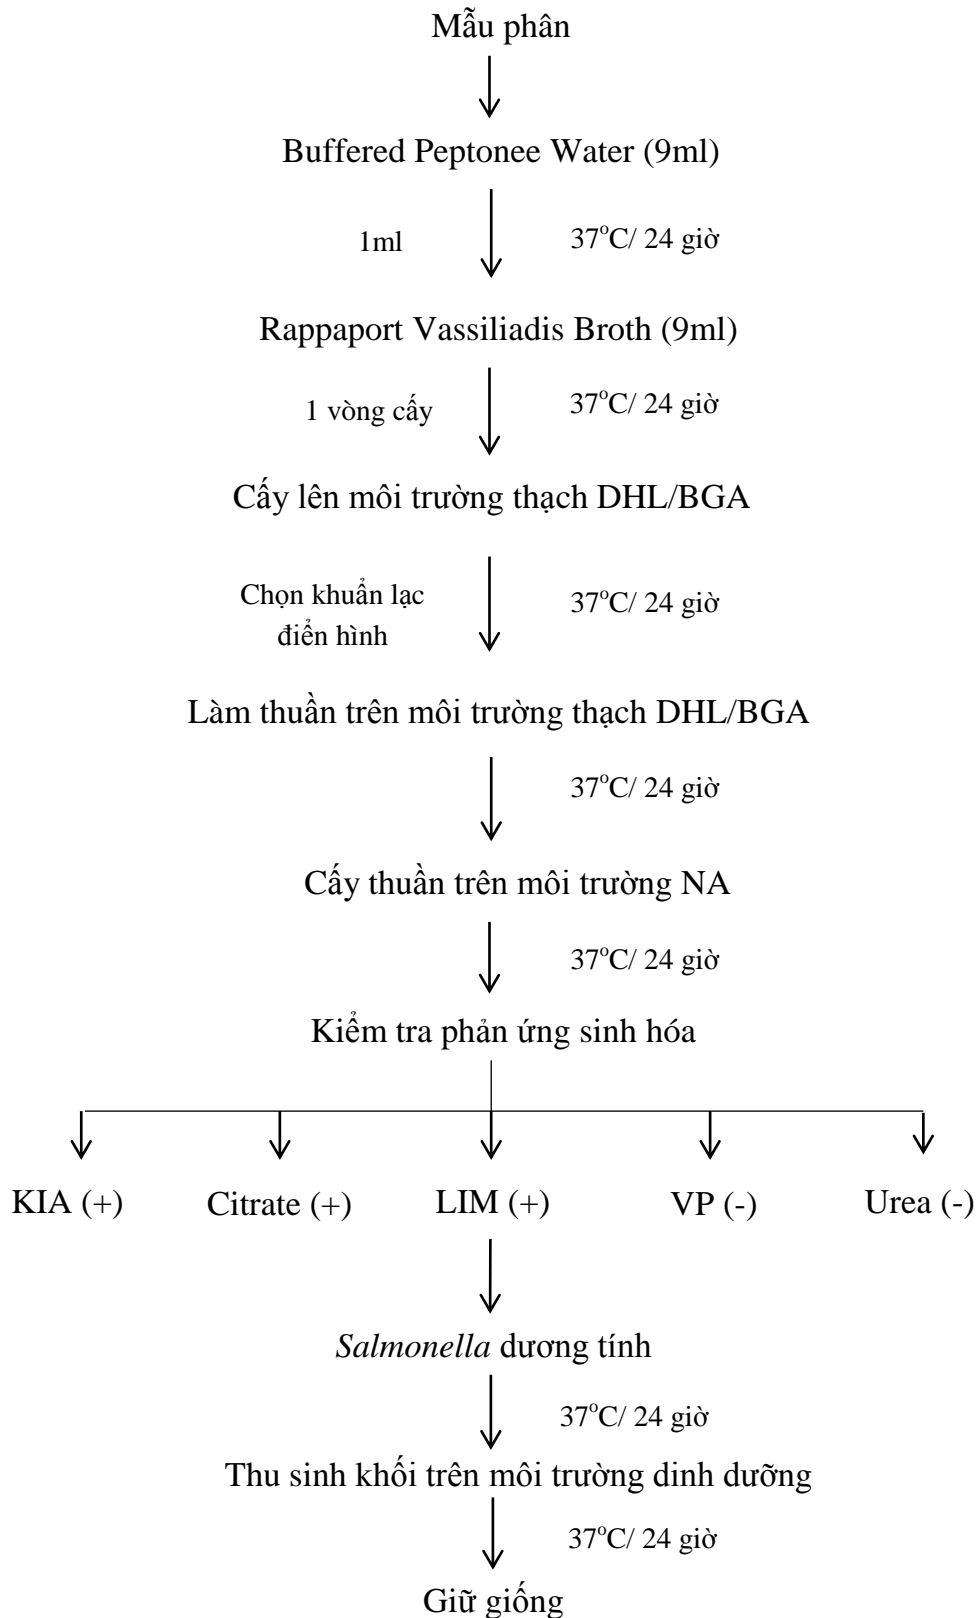 Mẫu phân
Buffered Peptonee Water (9ml)
1ml 37°C/ 24 giờ
Rappaport Vassiliadis Broth (9ml)
1 vòng cấy 37°C/ 24 giờ
Cấy lên môi trường thạch DHL/BGA
Chọn khuẩn lạc
điển hình
37°C/ 24 giờ
Làm thuần trên môi trường thạch DHL/BGA
37°C/ 24 giờ
Cấy thuần trên môi trường NA
37°C/ 24 giờ
Kiểm tra phản ứng sinh hóa
KIA (+) Citrate (+) LIM (+) VP (-) Urea (-)
Salmonella dương tính
37°C/ 24 giờ
Thu sinh khối trên môi trường dinh dưỡng
37°C/ 24 giờ
Giữ giống